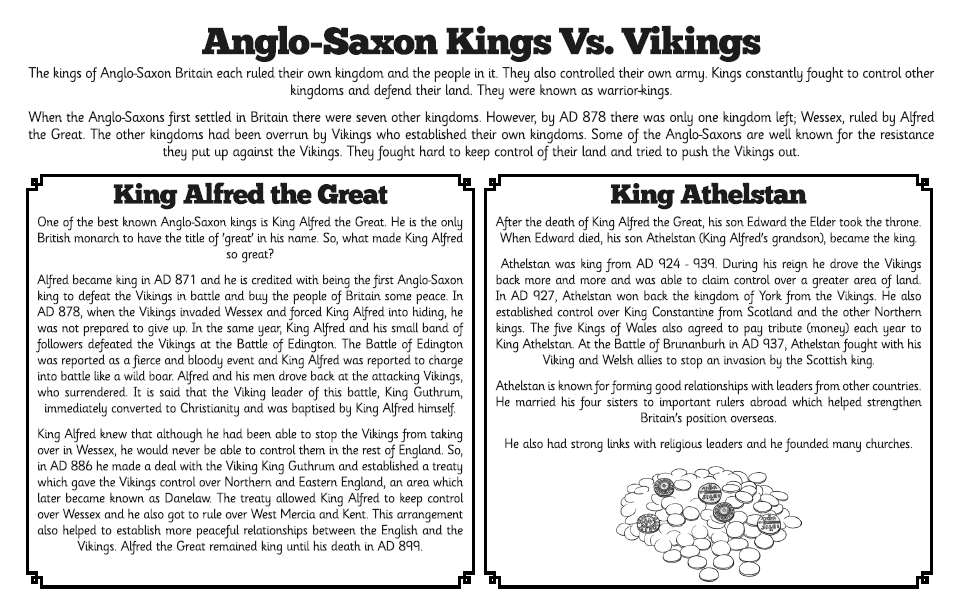 Anglo-Saxon Kings Vs. Vikings
The kings of Anglo-Saxon Britain each ruled their own kingdom and the people in it. They also controlled their own army. Kings constantly fought to control other
kingdoms and defend their land. They were known as warrior-kings.
When the Anglo-Saxons first settled in Britain there were seven other kingdoms. However, by AD 878 there was only one kingdom left; Wessex, ruled by Alfred
the Great. The other kingdoms had been overrun by Vikings who established their own kingdoms. Some of the Anglo-Saxons are well known for the resistance
they put up against the Vikings. They fought hard to keep control of their land and tried to push the Vikings out.
King Alfred the Great
One of the best known Anglo-Saxon kings is King Alfred the Great. He is the only
British monarch to have the title of 'great' in his name. So, what made King Alfred
so great?
Alfred became king in AD 871 and he is credited with being the first Anglo-Saxon
king to defeat the Vikings in battle and buy the people of Britain some peace. In
AD 878, when the Vikings invaded Wessex and forced King Alfred into hiding, he
was not prepared to give up. In the same year, King Alfred and his small band of
followers defeated the Vikings at the Battle of Edington. The Battle of Edington
was reported as a fierce and bloody event and King Alfred was reported to charge
into battle like a wild boar. Alfred and his men drove back at the attacking Vikings,
who surrendered. It is said that the Viking leader of this battle, King Guthrum,
immediately converted to Christianity and was baptised by King Alfred himself.
King Alfred knew that although he had been able to stop the Vikings from taking
over in Wessex, he would never be able to control them in the rest of England. So,
in AD 886 he made a deal with the Viking King Guthrum and established a treaty
which gave the Vikings control over Northern and Eastern England, an area which
later became known as Danelaw. The treaty allowed King Alfred to keep control
over Wessex and he also got to rule over West Mercia and Kent. This arrangement
also helped to establish more peaceful relationships between the English and the
Vikings. Alfred the Great remained king until his death in AD 899.
King Athelstan
After the death of King Alfred the Great, his son Edward the Elder took the throne.
When Edward died, his son Athelstan (King Alfred's grandson), became the king.
Athelstan was king from AD 924 - 939. During his reign he drove the Vikings
back more and more and was able to claim control over a greater area of land.
In AD 927, Athelstan won back the kingdom of York from the Vikings. He also
established control over King Constantine from Scotland and the other Northern
kings. The five Kings of Wales also agreed to pay tribute (money) each year to
King Athelstan. At the Battle of Brunanburh in AD 937, Athelstan fought with his
Viking and Welsh allies to stop an invasion by the Scottish king.
Athelstan is known for forming good relationships with leaders from other countries.
He married his four sisters to important rulers abroad which helped strengthen
Britain's position overseas.
He also had strong links with religious leaders and he founded many churches.